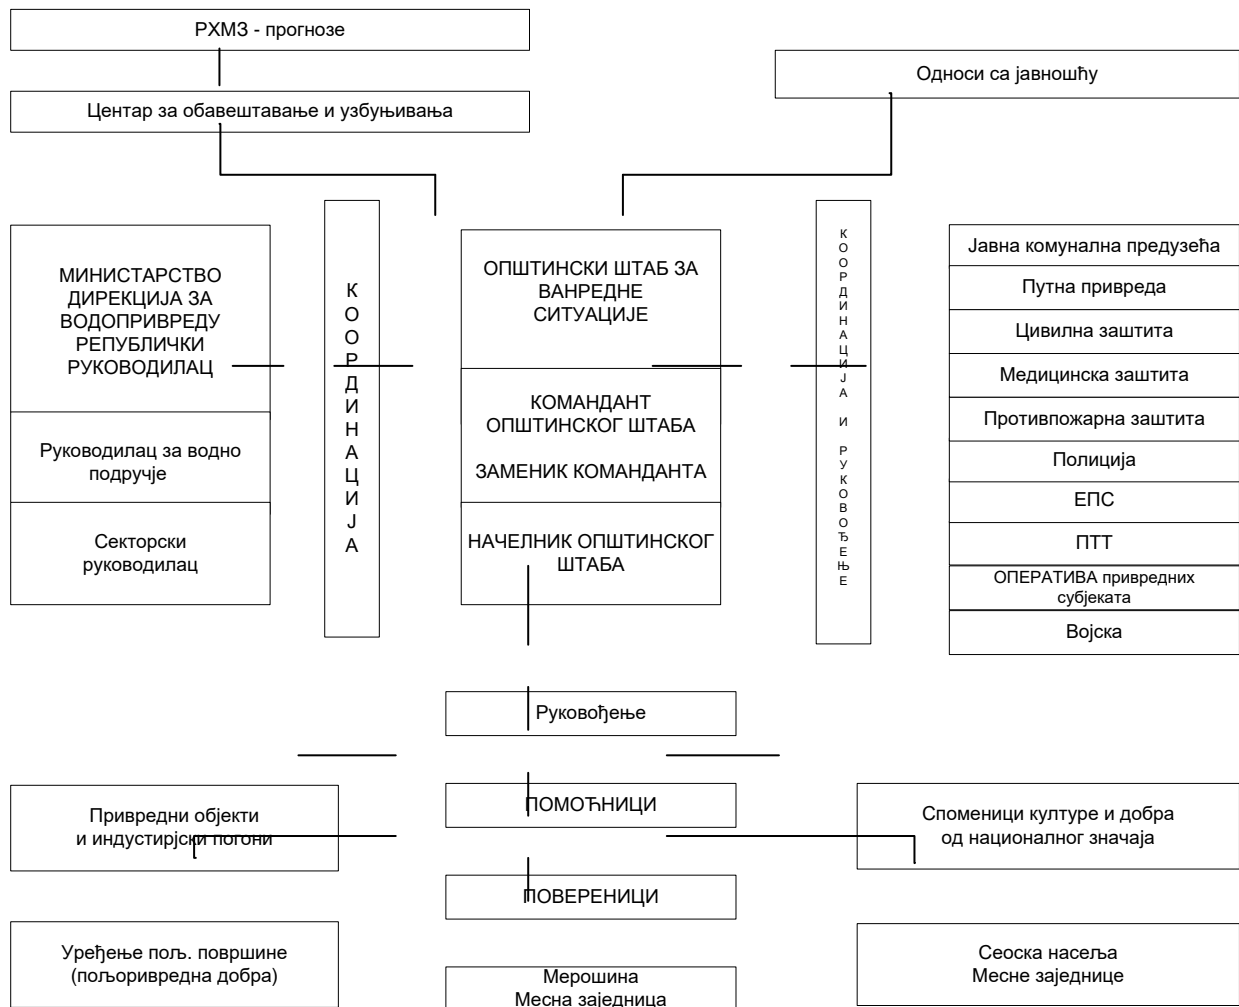 РХМЗ - прогнозе
Односи са јавношћу
Центар за обавештавање и узбуњивања
МИНИСТАРСТВО
ДИРЕКЦИЈА ЗА
ВОДОПРИВРЕДУ
РЕПУБЛИЧКИ
РУКОВОДИЛАЦ
Руководилац за водно
подручје
Секторски
руководилац
К
О
О
Р
Д
И
Н
А
Ц
И
Ј
А
ОПШТИНСКИ ШТАБ ЗА
ВАНРЕДНЕ
СИТУАЦИЈЕ
КОМАНДАНТ
ОПШТИНСКОГ ШТАБА
ЗАМЕНИК КОМАНДАНТА
НАЧЕЛНИК ОПШТИНСКОГ
ШТАБА
К
О
О
Р
Д
И
Н
А
Ц
И
Ј
А
И
Р
У
К
О
В
О
Ђ
Е
Њ
Е
Јавна комунална предузећа
Путна привреда
Цивилна заштита
Медицинска заштита
Противпожарна заштита
Полиција
ЕПС
ПТТ
ОПЕРАТИВА привредних
субјеката
Војска
Руковођење
ПОМОЋНИЦИ
Привредни објекти
и индустирјски погони
Споменици културе и добра
од националног значаја
ПОВЕРЕНИЦИ
Уређење пољ. површине
(пољоривредна добра)
Мерошина
Месна заједница
Сеоска насеља
Месне заједнице